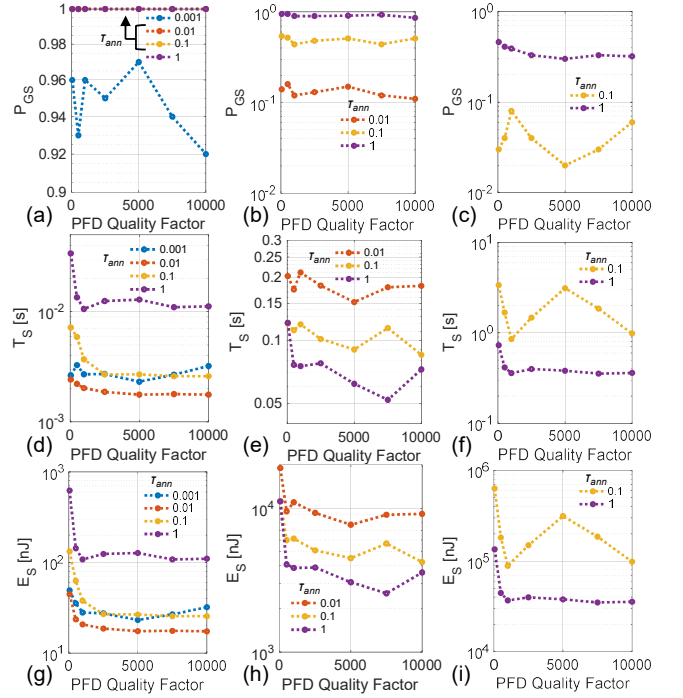 1
0.98
0.96
0.94
0.92
0.9
P_GS
τ_ann
0.001
0.01
0.1
1
0 5000 10000
(a) PFD Quality Factor
10^0
10^-1
10^-2
P_GS
τ_ann
0.01
0.1
1
0 5000 10000
(b) PFD Quality Factor
10^0
10^-1
10^-2
P_GS
τ_ann
0.1
1
0 5000 10000
(c) PFD Quality Factor
10^-2
10^-3
T_S [s]
τ_ann
0.001
0.01
0.1
1
0 5000 10000
(d) PFD Quality Factor
0.3
0.2
0.15
0.1
0.05
T_S [s]
τ_ann
0.01
0.1
1
0 5000 10000
(e) PFD Quality Factor
10^1
10^0
10^-1
T_S [s]
τ_ann
0.1
1
0 5000 10000
(f) PFD Quality Factor
10^3
10^2
10^1
E_S [nJ]
τ_ann
0.001
0.01
0.1
1
0 5000 10000
(g) PFD Quality Factor
10^4
10^3
E_S [nJ]
τ_ann
0.01
0.1
1
0 5000 10000
(h) PFD Quality Factor
10^6
10^5
10^4
E_S [nJ]
τ_ann
0.1
1
0 5000 10000
(i) PFD Quality Factor